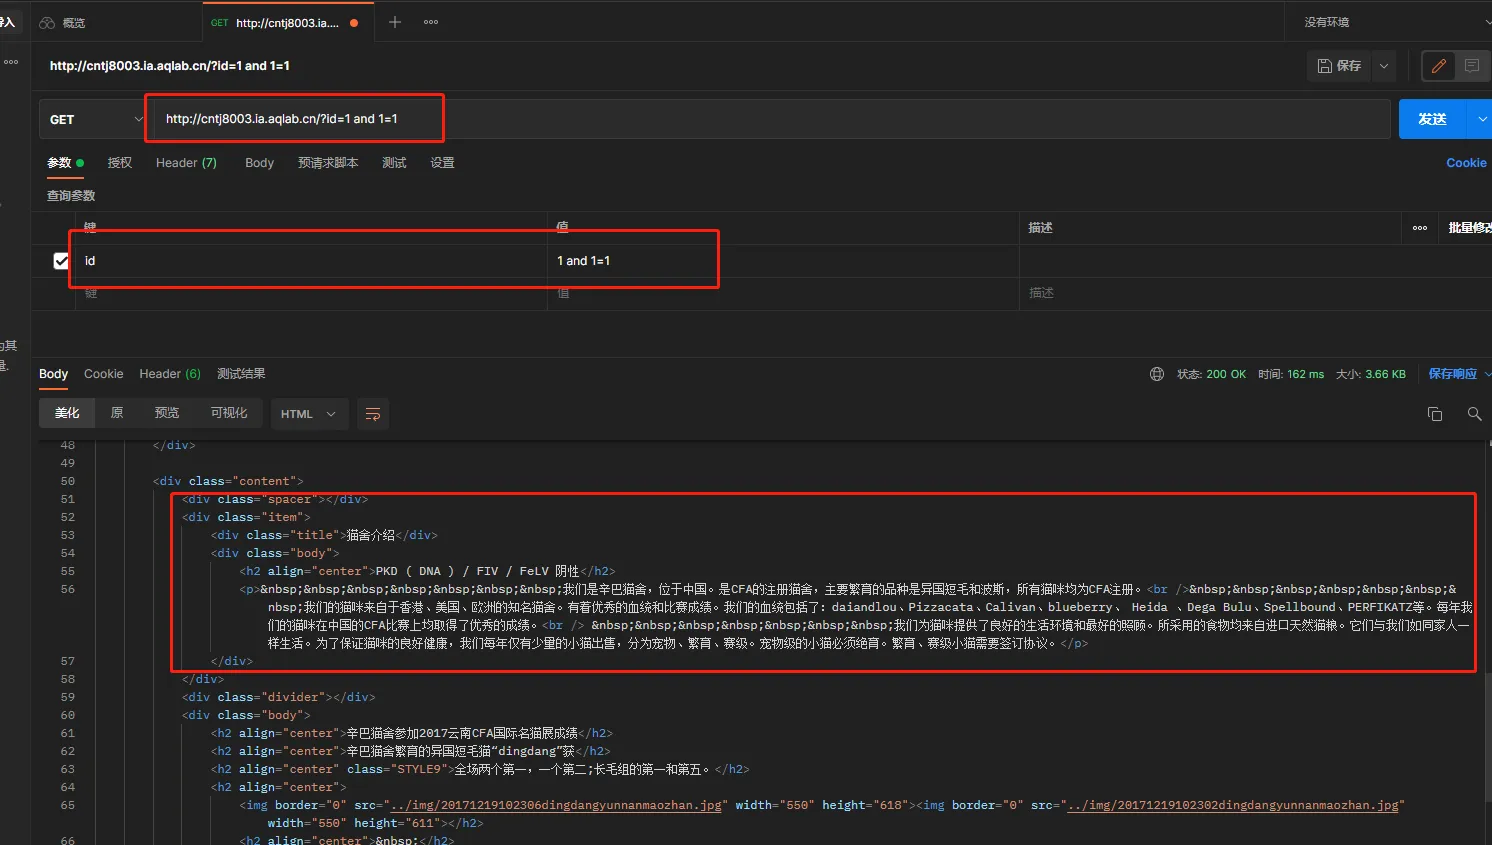 导入 概览 GET http://cntj8003.ia.... 没有环境
http://cntj8003.ia.aqlab.cn/?id=1 and 1=1 保存
GET http://cntj8003.ia.aqlab.cn/?id=1 and 1=1 发送
参数 授权 Header (7) Body 预请求脚本 测试 设置 Cookie
查询参数
键 值 描述 批量修改
id 1 and 1=1
键 值 描述
为其
量.
Body Cookie Header (6) 测试结果 状态: 200 OK 时间: 162 ms 大小: 3.66 KB 保存响应
美化 原 预览 可视化 HTML
48 </div>
49
50 <div class="content">
51 <div class="spacer"></div>
52 <div class="item">
53 <div class="title">猫舍介绍</div>
54 <div class="body">
55 <h2 align="center">PKD ( DNA ) / FIV / FeLV 阴性</h2>
56 <p>&nbsp;&nbsp;&nbsp;&nbsp;&nbsp;&nbsp;我们是辛巴猫舍，位于中国。是CFA的注册猫舍，主要繁育的品种是异国短毛和波斯，所有猫咪均为CFA注册。<br />&nbsp;&nbsp;&nbsp;&nbsp;&nbsp;&
nbsp;我们的猫咪来自于香港、美国、欧洲的知名猫舍。有着优秀的血统和比赛成绩。我们的血统包括了：daiandlou、Pizzacata、Calivan、blueberry、 Heida 、Dega Bulu、Spellbound、PERFIKATZ等。每年我
们的猫咪在中国的CFA比赛上均取得了优秀的成绩。<br /> &nbsp;&nbsp;&nbsp;&nbsp;&nbsp;&nbsp;我们为猫咪提供了良好的生活环境和最好的照顾。所采用的食物均来自进口天然猫粮。它们与我们如同家人一
样生活。为了保证猫咪的良好健康，我们每年仅有少量的小猫出售，分为宠物、繁育、赛级。宠物级的小猫必须绝育。繁育、赛级小猫需要签订协议。</p>
57 </div>
58 </div>
59 <div class="divider"></div>
60 <div class="body">
61 <h2 align="center">辛巴猫舍参加2017云南CFA国际名猫展成绩</h2>
62 <h2 align="center">辛巴猫舍繁育的异国短毛猫“dingdang”获</h2>
63 <h2 align="center" class="STYLE9">全场两个第一，一个第二;长毛组的第一和第五。</h2>
64 <h2 align="center">
65 <img border="0" src="../img/20171219102306dingdangyunnanmaozhan.jpg" width="550" height="618"><img border="0" src="../img/20171219102302dingdangyunnanmaozhan.jpg"
width="550" height="611"></h2>
66 <h2 align="center">&nbsp;</h2>